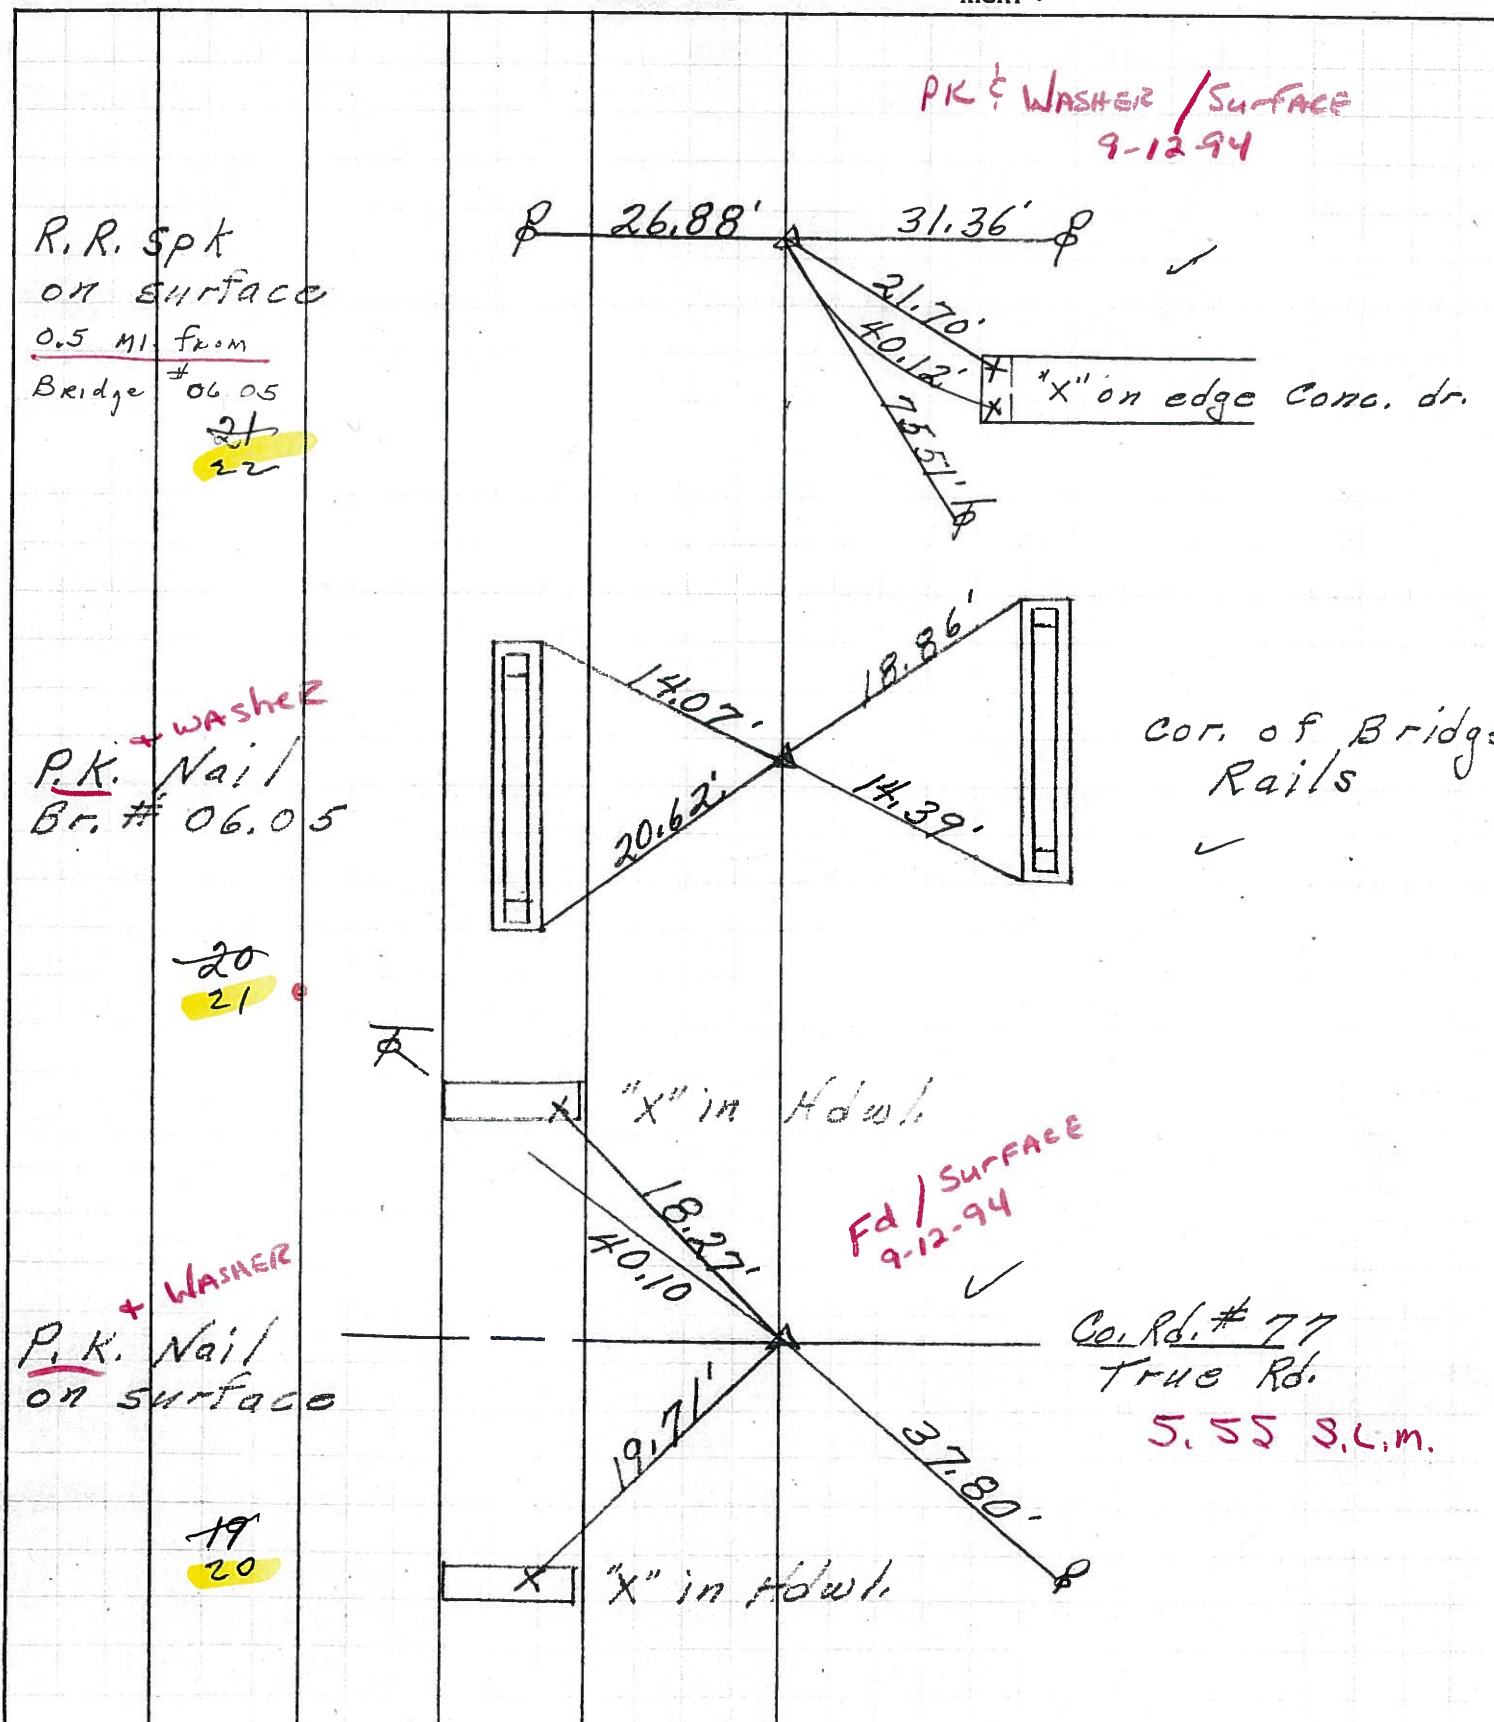 PK & WASHER / SurFACE
9-12-94
26.88'
31.36'
R.R. Spk
on surface
0.5 MI. from
Bridge #06.05
21
22
21.70'
40.12'
75.51'
"X" on edge Conc. dr.
14.07'
18.86'
20.62'
14.39'
Cor. of Bridge
Rails
+ WASHER
P.K. Nail
Br. # 06.05
20
21
"X" in Hdwl.
18.27'
40.10
Fd / SurFACE
9-12-94
+ WASHER
P.K. Nail
on surface
Co. Rd. # 77
True Rd.
5.55 S.L.M.
19.71'
37.80'
19
20
"X" in Hdwl.